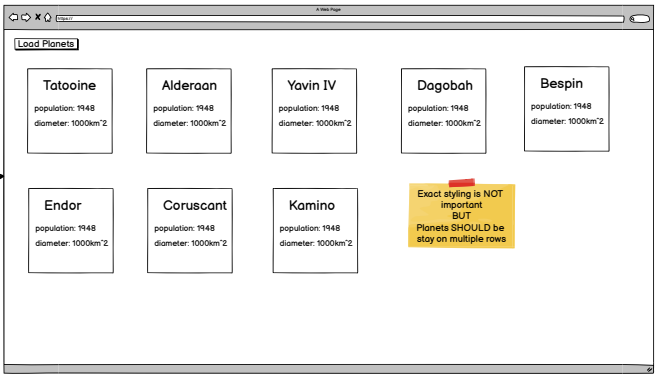 A Web Page
https://
Load Planets
Tatooine
population: 1948
diameter: 1000km^2
Alderaan
population: 1948
diameter: 1000km^2
Yavin IV
population: 1948
diameter: 1000km^2
Dagobah
population: 1948
diameter: 1000km^2
Bespin
population: 1948
diameter: 1000km^2
Endor
population: 1948
diameter: 1000km^2
Coruscant
population: 1948
diameter: 1000km^2
Kamino
population: 1948
diameter: 1000km^2
Exact styling is NOT
important
BUT
Planets SHOULD be
stay on multiple rows